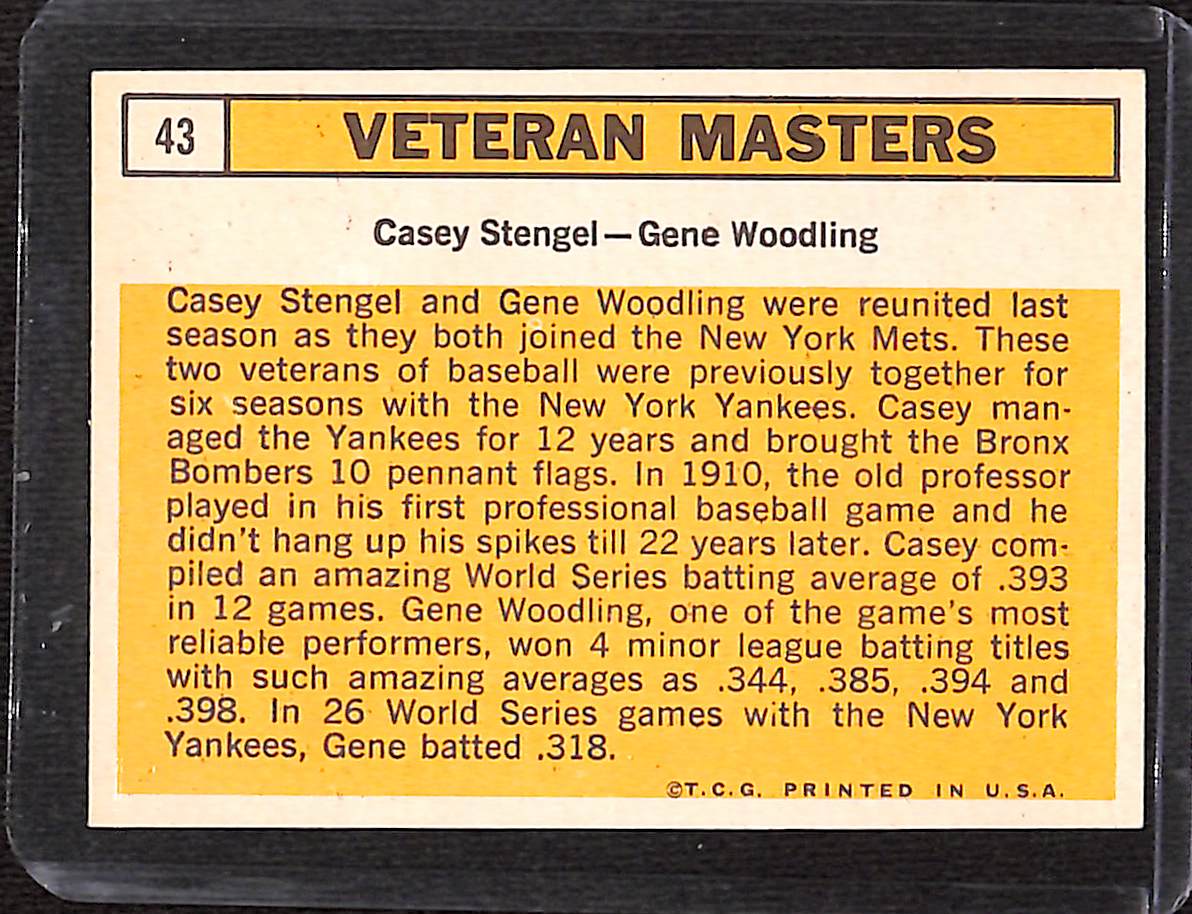 43
VETERAN MASTERS
Casey Stengel—Gene Woodling
Casey Stengel and Gene Woodling were reunited last
season as they both joined the New York Mets. These
two veterans of baseball were previously together for
six seasons with the New York Yankees. Casey man-
aged the Yankees for 12 years and brought the Bronx
Bombers 10 pennant flags. In 1910, the old professor
played in his first professional baseball game and he
didn't hang up his spikes till 22 years later. Casey com-
piled an amazing World Series batting average of .393
in 12 games. Gene Woodling, one of the game's most
reliable performers, won 4 minor league batting titles
with such amazing averages as .344, .385, .394 and
.398. In 26 World Series games with the New York
Yankees, Gene batted .318.
©T.C.G. PRINTED IN U.S.A.